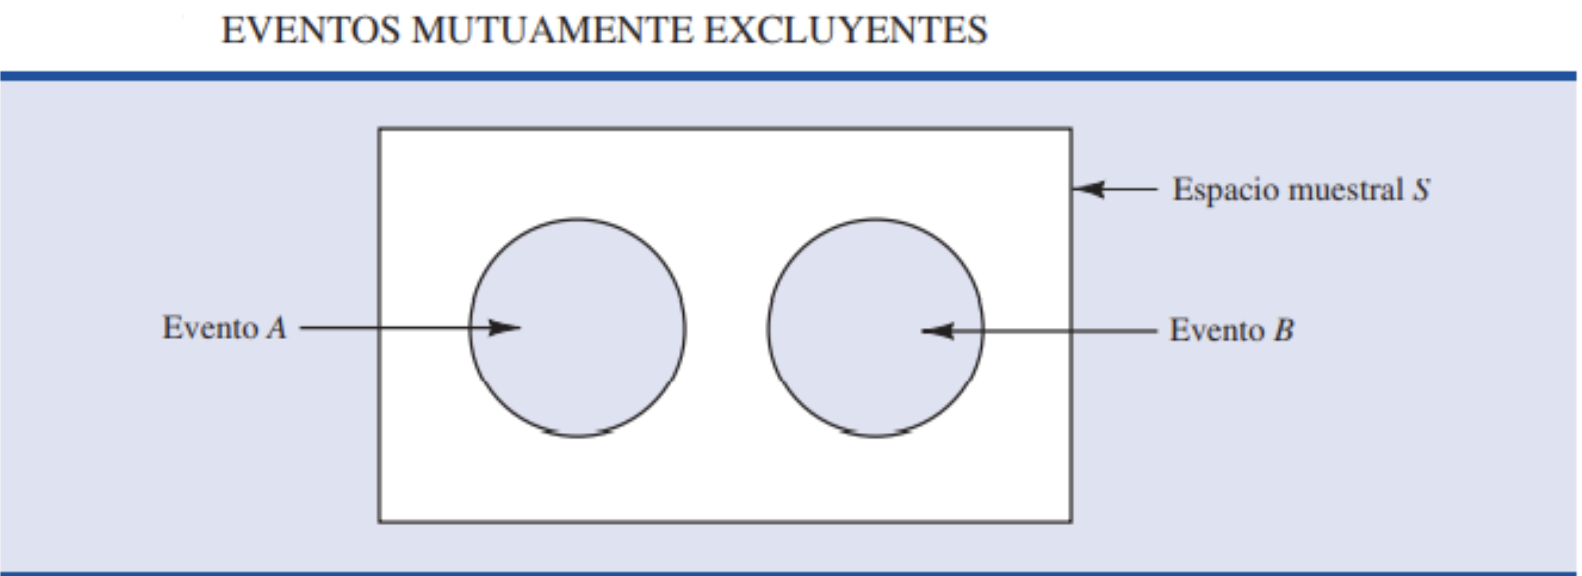 EVENTOS MUTUAMENTE EXCLUYENTES
Espacio muestral S
Evento A
Evento B